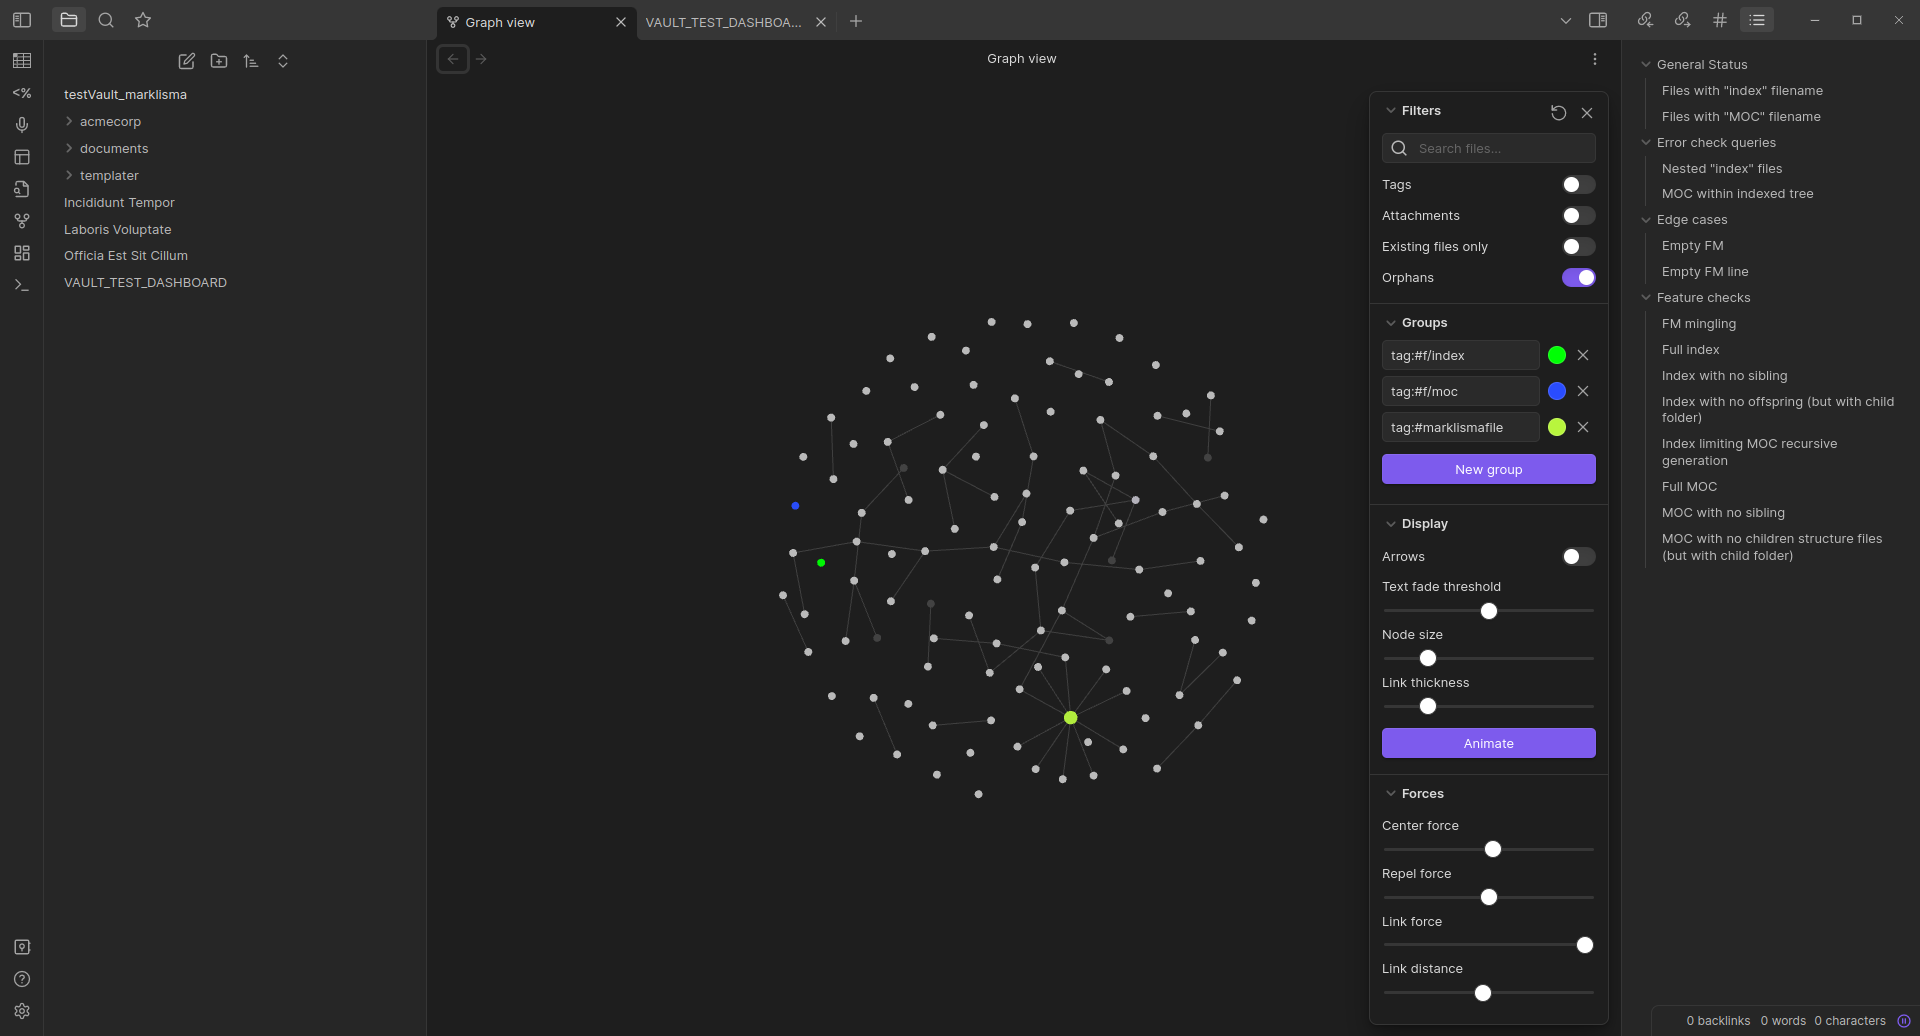 Graph view
VAULT_TEST_DASHBOA...
testVault_marklisma
acmecorp
documents
templater
Incididunt Tempor
Laboris Voluptate
Officia Est Sit Cillum
VAULT_TEST_DASHBOARD
Graph view
Filters
Search files...
Tags
Attachments
Existing files only
Orphans
Groups
tag:#f/index
tag:#f/moc
tag:#marklismafile
New group
Display
Arrows
Text fade threshold
Node size
Link thickness
Animate
Forces
Center force
Repel force
Link force
Link distance
General Status
Files with "index" filename
Files with "MOC" filename
Error check queries
Nested "index" files
MOC within indexed tree
Edge cases
Empty FM
Empty FM line
Feature checks
FM mingling
Full index
Index with no sibling
Index with no offspring (but with child
folder)
Index limiting MOC recursive
generation
Full MOC
MOC with no sibling
MOC with no children structure files
(but with child folder)
0 backlinks 0 words 0 characters